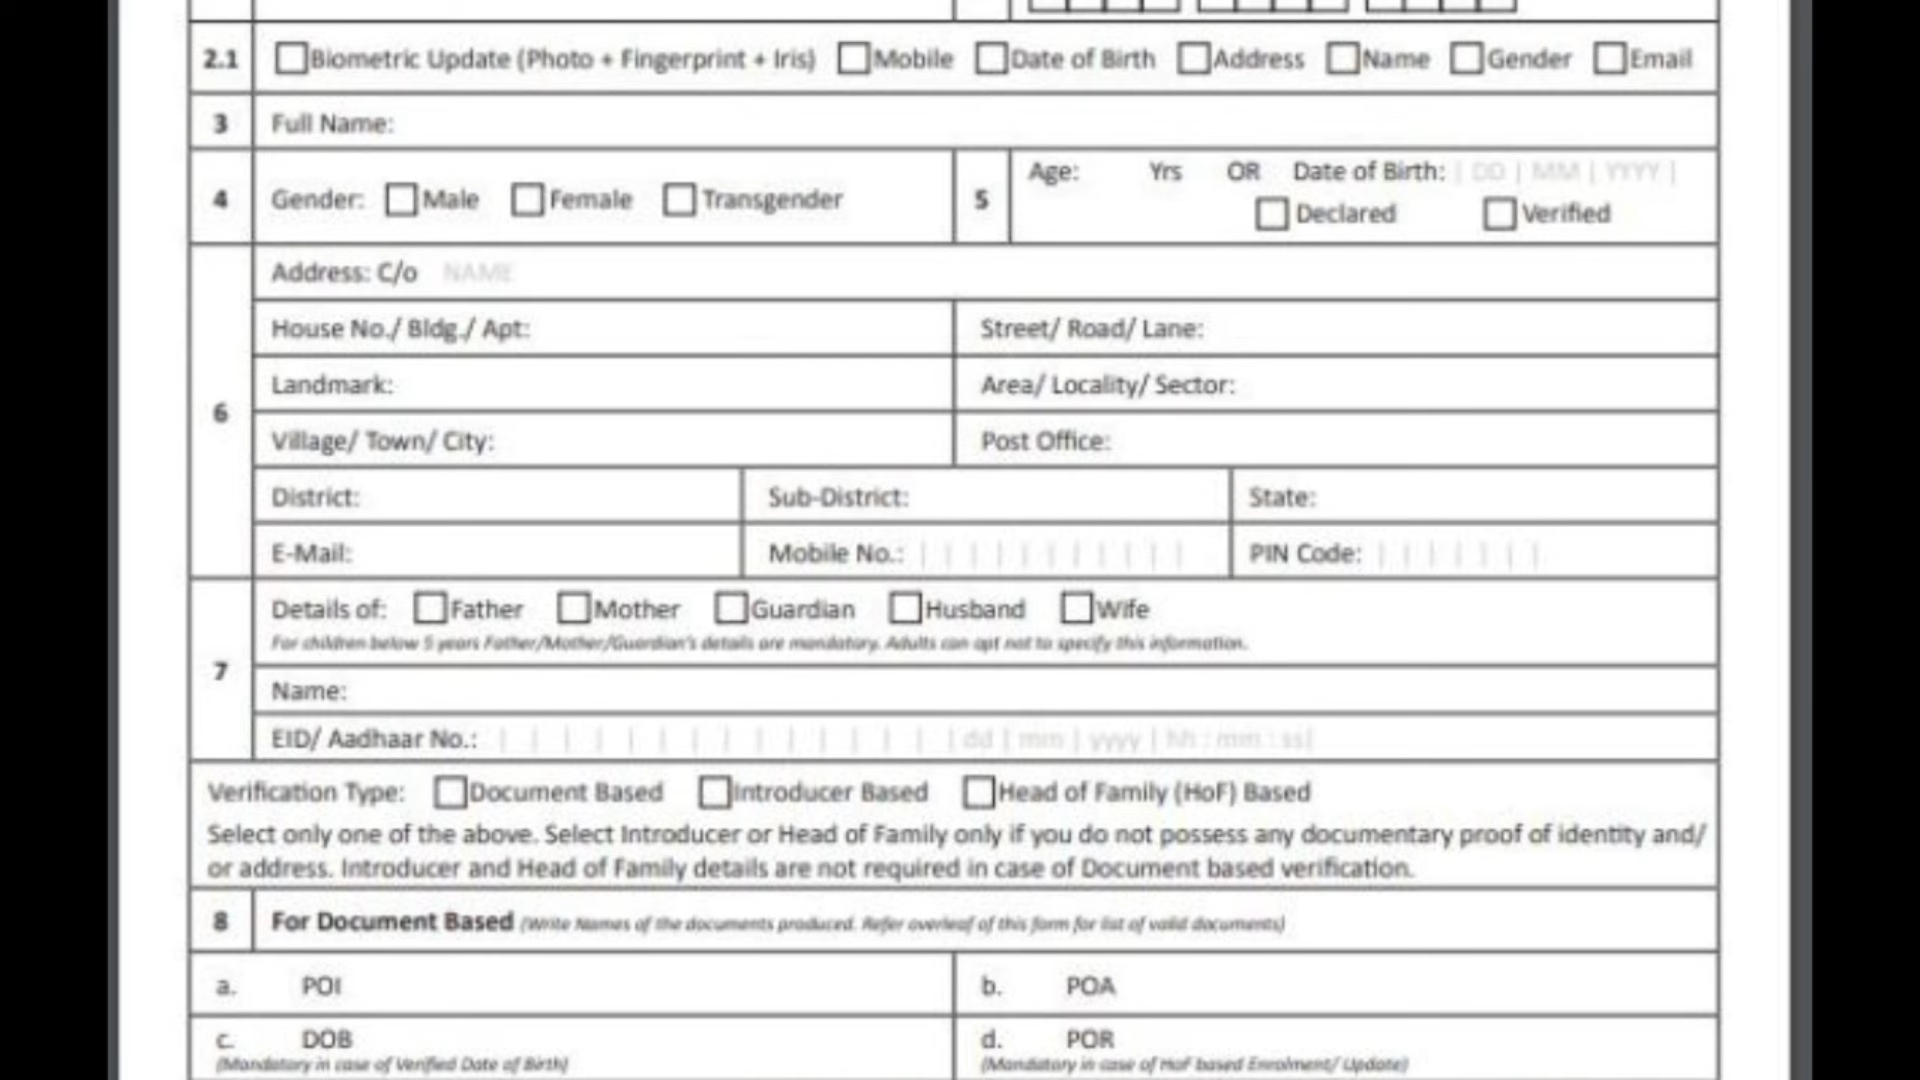 2.1 Biometric Update (Photo + Fingerprint + Iris) Mobile Date of Birth Address Name Gender Email
3 Full Name:
4 Gender: Male Female Transgender
5 Age: Yrs OR Date of Birth: | DD | MM | YYYY |
Declared Verified
6
Address: C/o NAME
House No./ Bldg./ Apt: Street/ Road/ Lane:
Landmark: Area/ Locality/ Sector:
Village/ Town/ City: Post Office:
District: Sub-District: State:
E-Mail: Mobile No.: PIN Code:
7
Details of: Father Mother Guardian Husband Wife
For children below 5 years Father/Mother/Guardian's details are mandatory. Adults can opt not to specify this information.
Name:
EID/ Aadhaar No.: | dd | mm | yyyy | hh : mm : ss|
Verification Type: Document Based Introducer Based Head of Family (HoF) Based
Select only one of the above. Select Introducer or Head of Family only if you do not possess any documentary proof of identity and/
or address. Introducer and Head of Family details are not required in case of Document based verification.
8 For Document Based (Write Names of the documents produced. Refer overleaf of this form for list of valid documents)
a. POI b. POA
c. DOB d. POR
(Mandatory in case of Verified Date of Birth) (Mandatory in case of HoF based Enrolment/ Update)